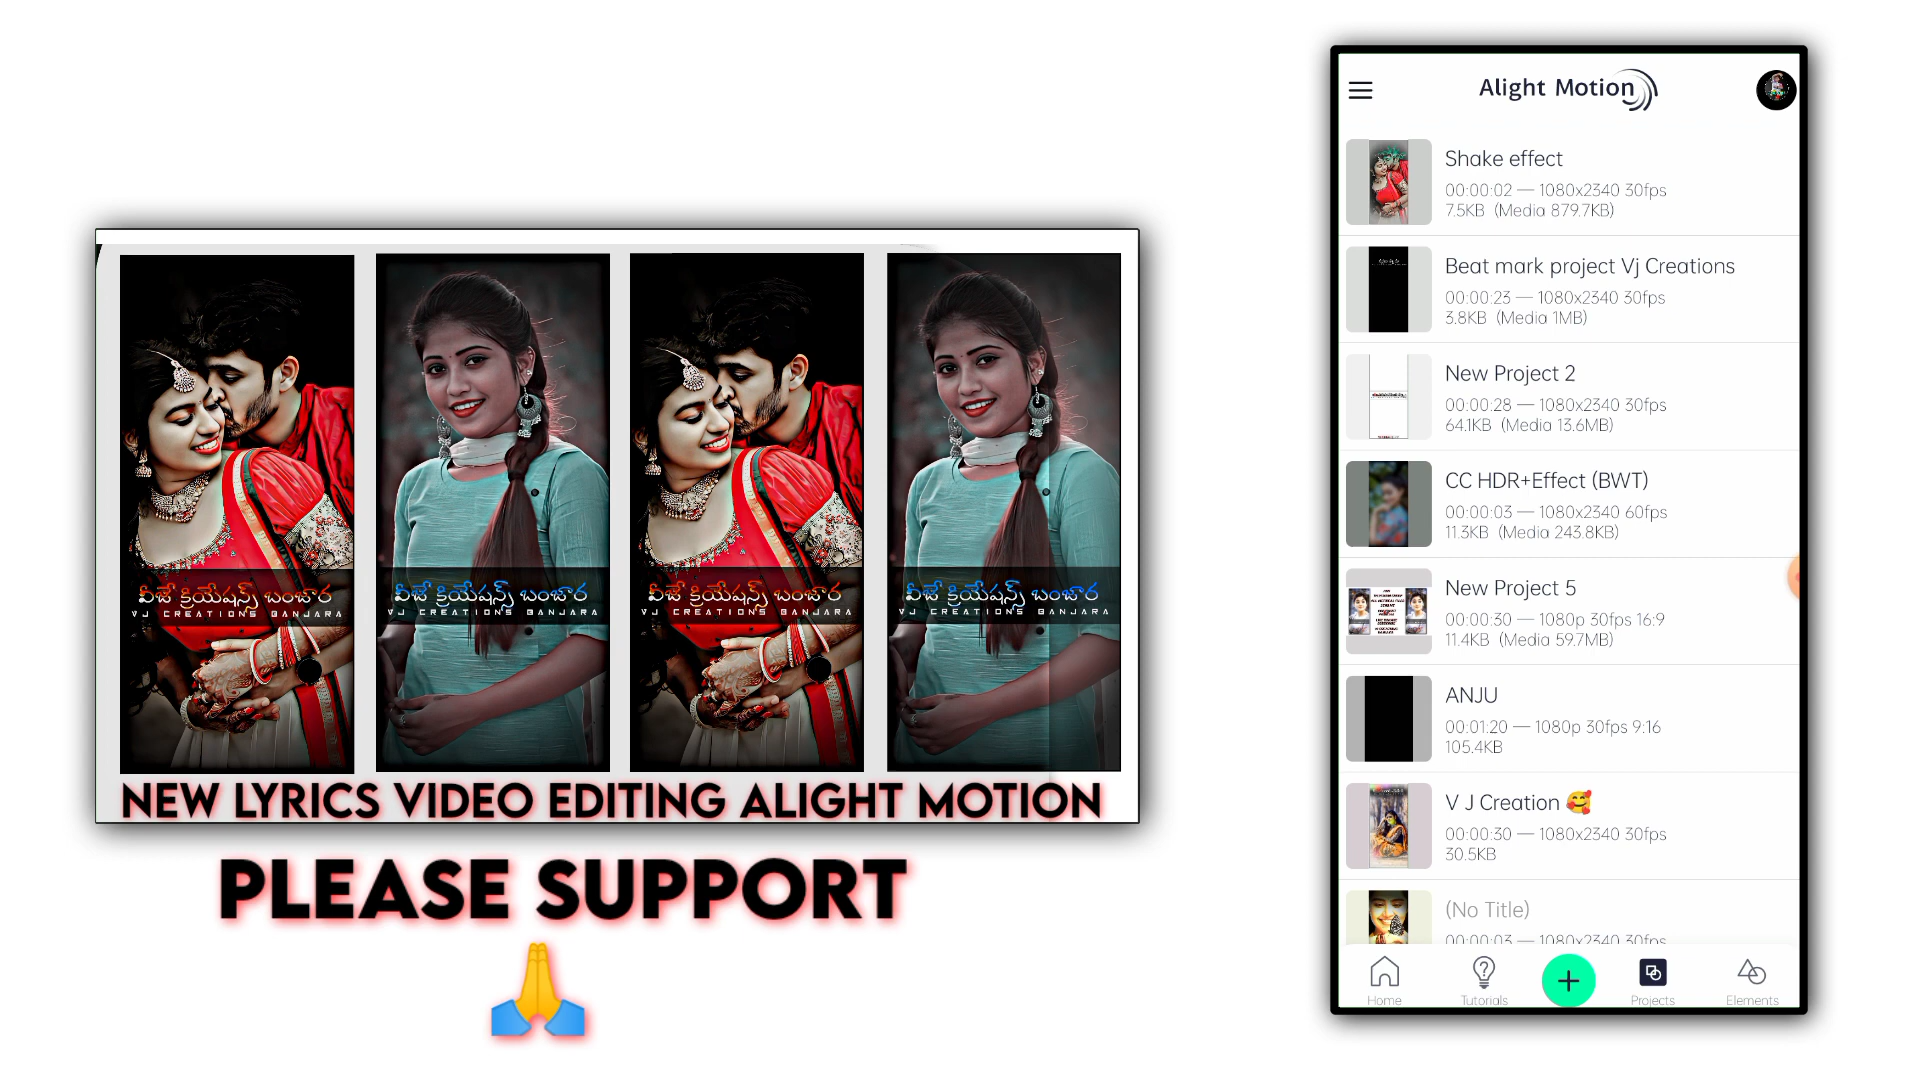 వీజే క్రియేషన్స్ బంజార
VJ CREATIONS BANJARA
వీజే క్రియేషన్స్ బంజార
VJ CREATIONS BANJARA
వీజే క్రియేషన్స్ బంజార
VJ CREATIONS BANJARA
వీజే క్రియేషన్స్ బంజార
VJ CREATIONS BANJARA
NEW LYRICS VIDEO EDITING ALIGHT MOTION
PLEASE SUPPORT
🙏
Alight Motion
Shake effect
00:00:02 — 1080x2340 30fps
7.5KB (Media 879.7KB)
Beat mark project Vj Creations
00:00:23 — 1080x2340 30fps
3.8KB (Media 1MB)
New Project 2
00:00:28 — 1080x2340 30fps
64.1KB (Media 13.6MB)
CC HDR+Effect (BWT)
00:00:03 — 1080x2340 60fps
11.3KB (Media 243.8KB)
New Project 5
00:00:30 — 1080p 30fps 16:9
11.4KB (Media 59.7MB)
ANJU
00:01:20 — 1080p 30fps 9:16
105.4KB
V J Creation 🥰
00:00:30 — 1080x2340 30fps
30.5KB
(No Title)
00:00:03 — 1080x2340 30fps
Home
Tutorials
Projects
Elements